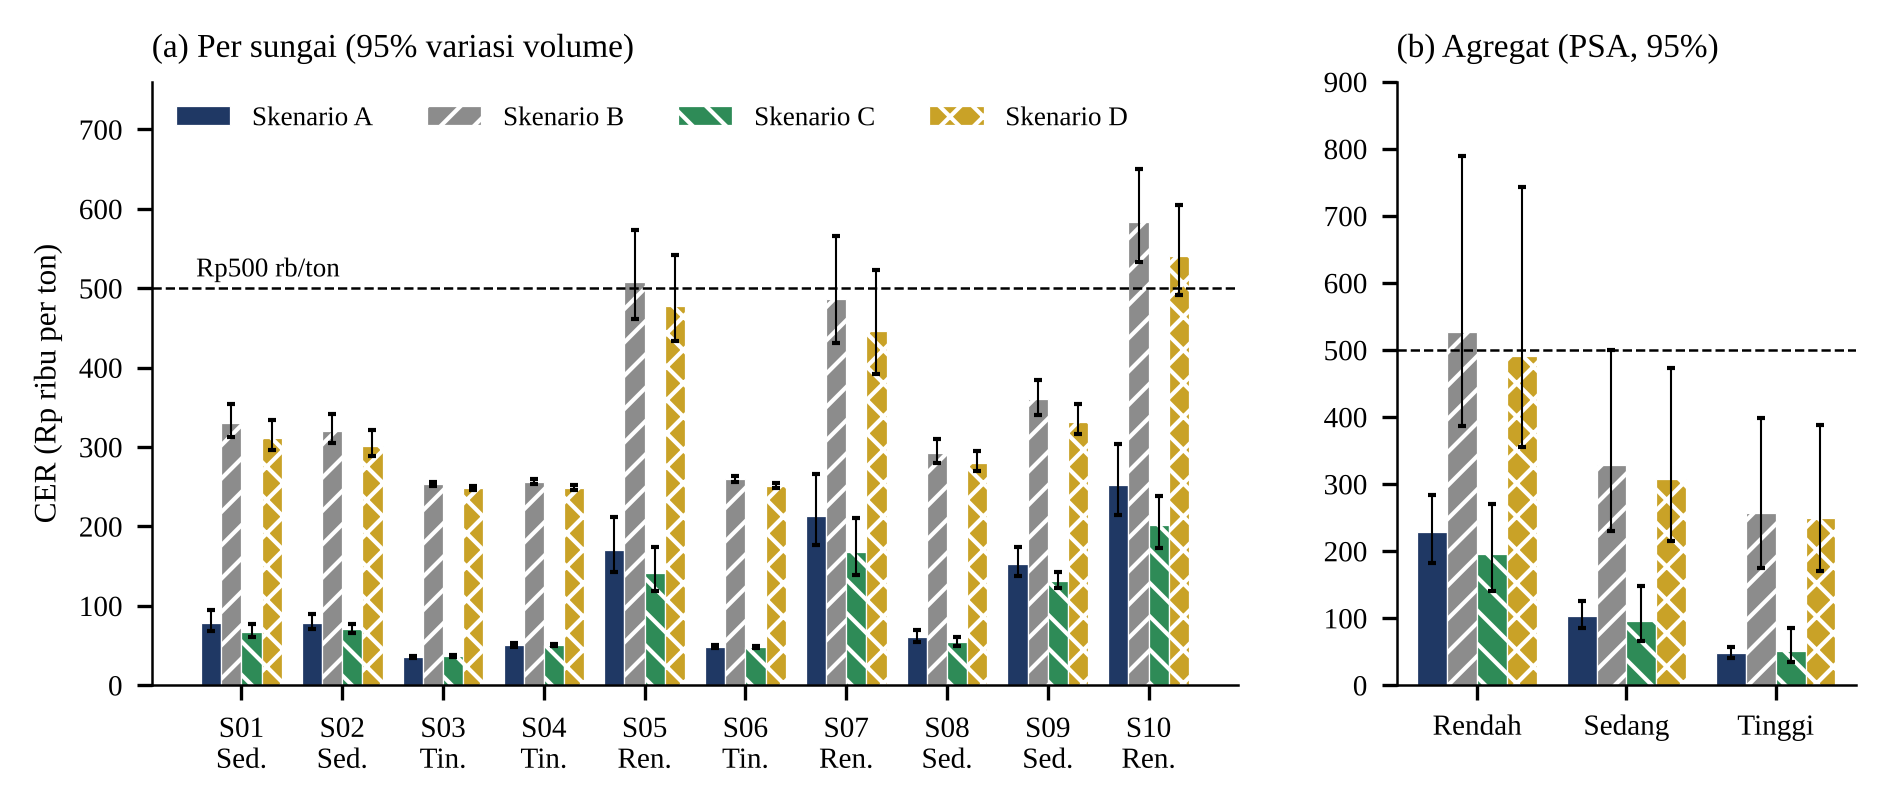 (a) Per sungai (95% variasi volume)
Skenario A
Skenario B
Skenario C
Skenario D
CER (Rp ribu per ton)
700
600
500
400
300
200
100
0
Rp500 rb/ton
S01 S02 S03 S04 S05 S06 S07 S08 S09 S10
Sed. Sed. Tin. Tin. Ren. Tin. Ren. Sed. Sed. Ren.
(b) Agregat (PSA, 95%)
900
800
700
600
500
400
300
200
100
0
Rendah Sedang Tinggi